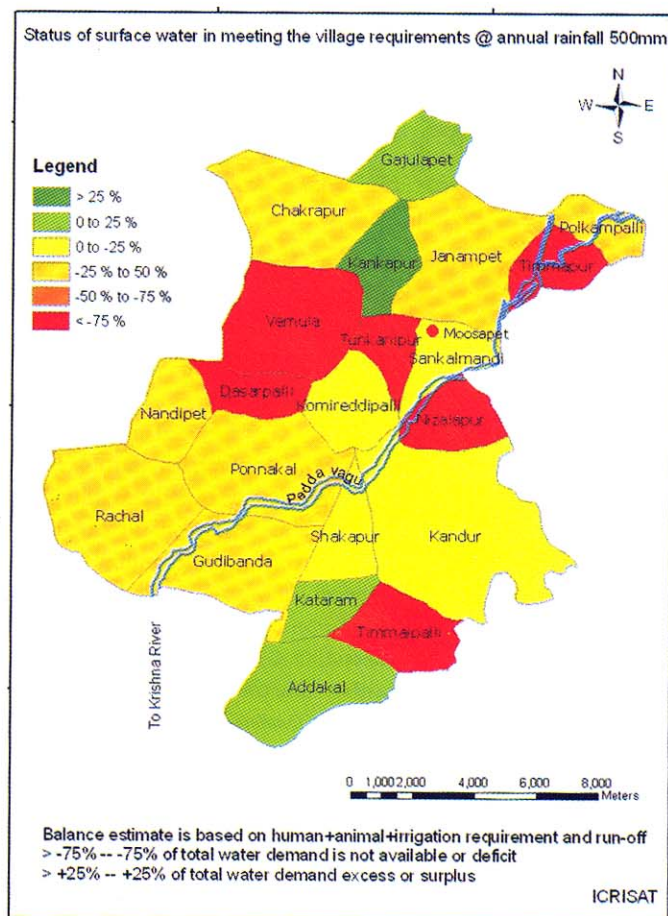 Status of surface water in meeting the village requirements @ annual rainfall 500mm
N
W E
S
Legend
> 25 %
0 to 25 %
0 to -25 %
-25 % to 50 %
-50 % to -75 %
< -75 %
Gajulapet
Chakrapur
Polkampalli
Kankapur
Janampet
Timmapur
Vemula
Tunkanipur
Moosapet
Sankalmandi
Dasarpalli
Komireddipalli
Nandipet
Nizalapur
Ponnakal
Pedda vagu
Rachal
Shakapur
Kandur
Gudibanda
Kataram
Timmaipalli
Addakal
To Krishna River
0 1,000 2,000 4,000 6,000 8,000
Meters
Balance estimate is based on human+animal+irrigation requirement and run-off
> -75% -- -75% of total water demand is not available or deficit
> +25% -- +25% of total water demand excess or surplus
ICRISAT